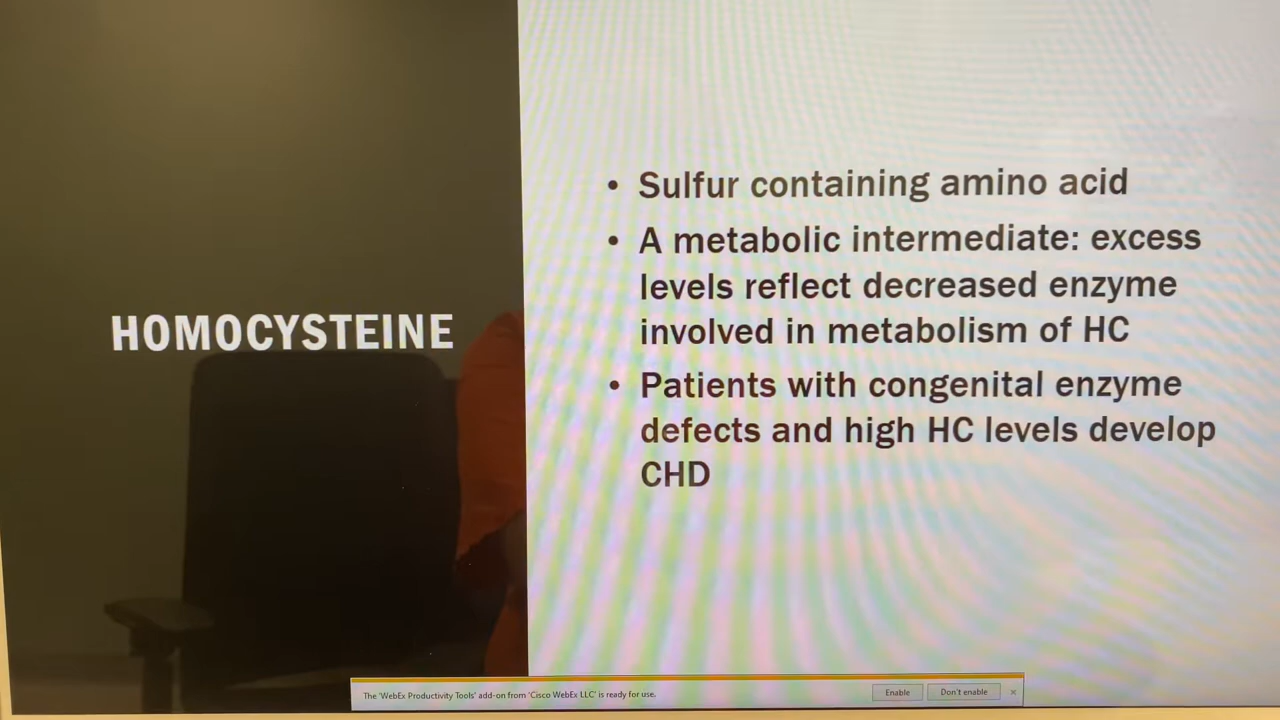 HOMOCYSTEINE
• Sulfur containing amino acid
• A metabolic intermediate: excess
levels reflect decreased enzyme
involved in metabolism of HC
• Patients with congenital enzyme
defects and high HC levels develop
CHD
The 'WebEx Productivity Tools' add-on from 'Cisco WebEx LLC' is ready for use.
Enable
Don't enable
×